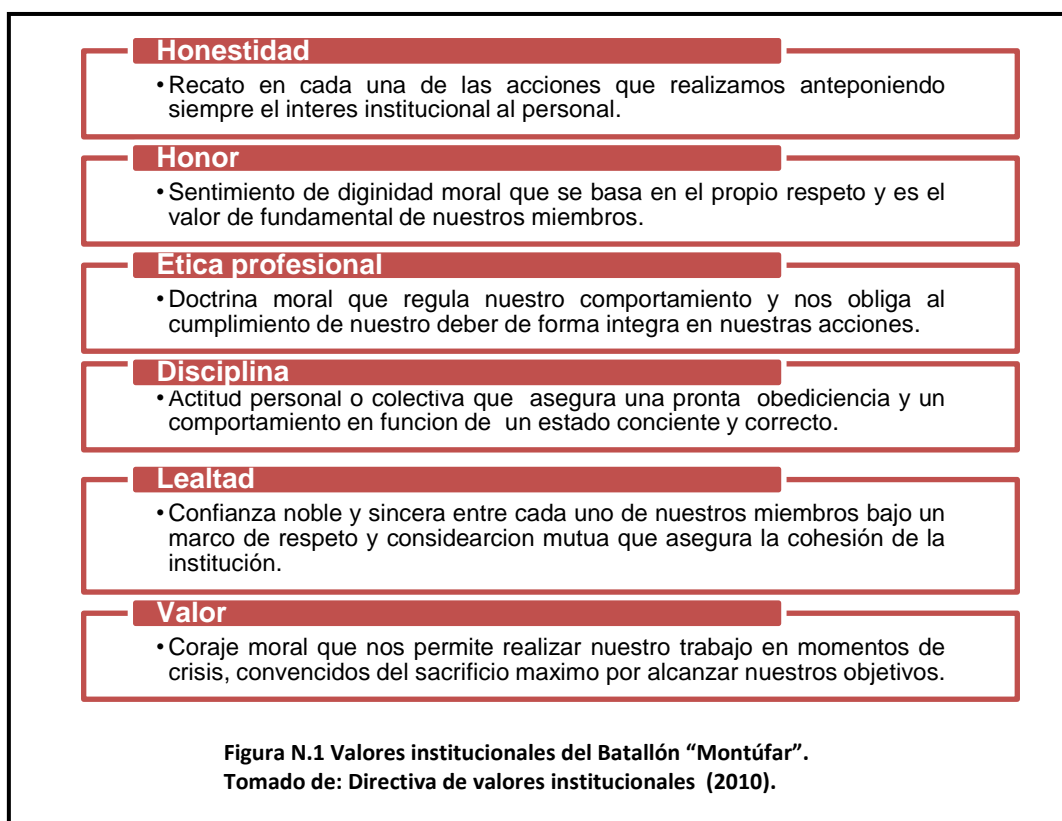 Honestidad
• Recato en cada una de las acciones que realizamos anteponiendo
siempre el interes institucional al personal.
Honor
• Sentimiento de diginidad moral que se basa en el propio respeto y es el
valor de fundamental de nuestros miembros.
Etica profesional
• Doctrina moral que regula nuestro comportamiento y nos obliga al
cumplimiento de nuestro deber de forma integra en nuestras acciones.
Disciplina
• Actitud personal o colectiva que asegura una pronta obediciencia y un
comportamiento en funcion de un estado conciente y correcto.
Lealtad
• Confianza noble y sincera entre cada uno de nuestros miembros bajo un
marco de respeto y considearcion mutua que asegura la cohesión de la
institución.
Valor
• Coraje moral que nos permite realizar nuestro trabajo en momentos de
crisis, convencidos del sacrificio maximo por alcanzar nuestros objetivos.
Figura N.1 Valores institucionales del Batallón “Montúfar”.
Tomado de: Directiva de valores institucionales (2010).